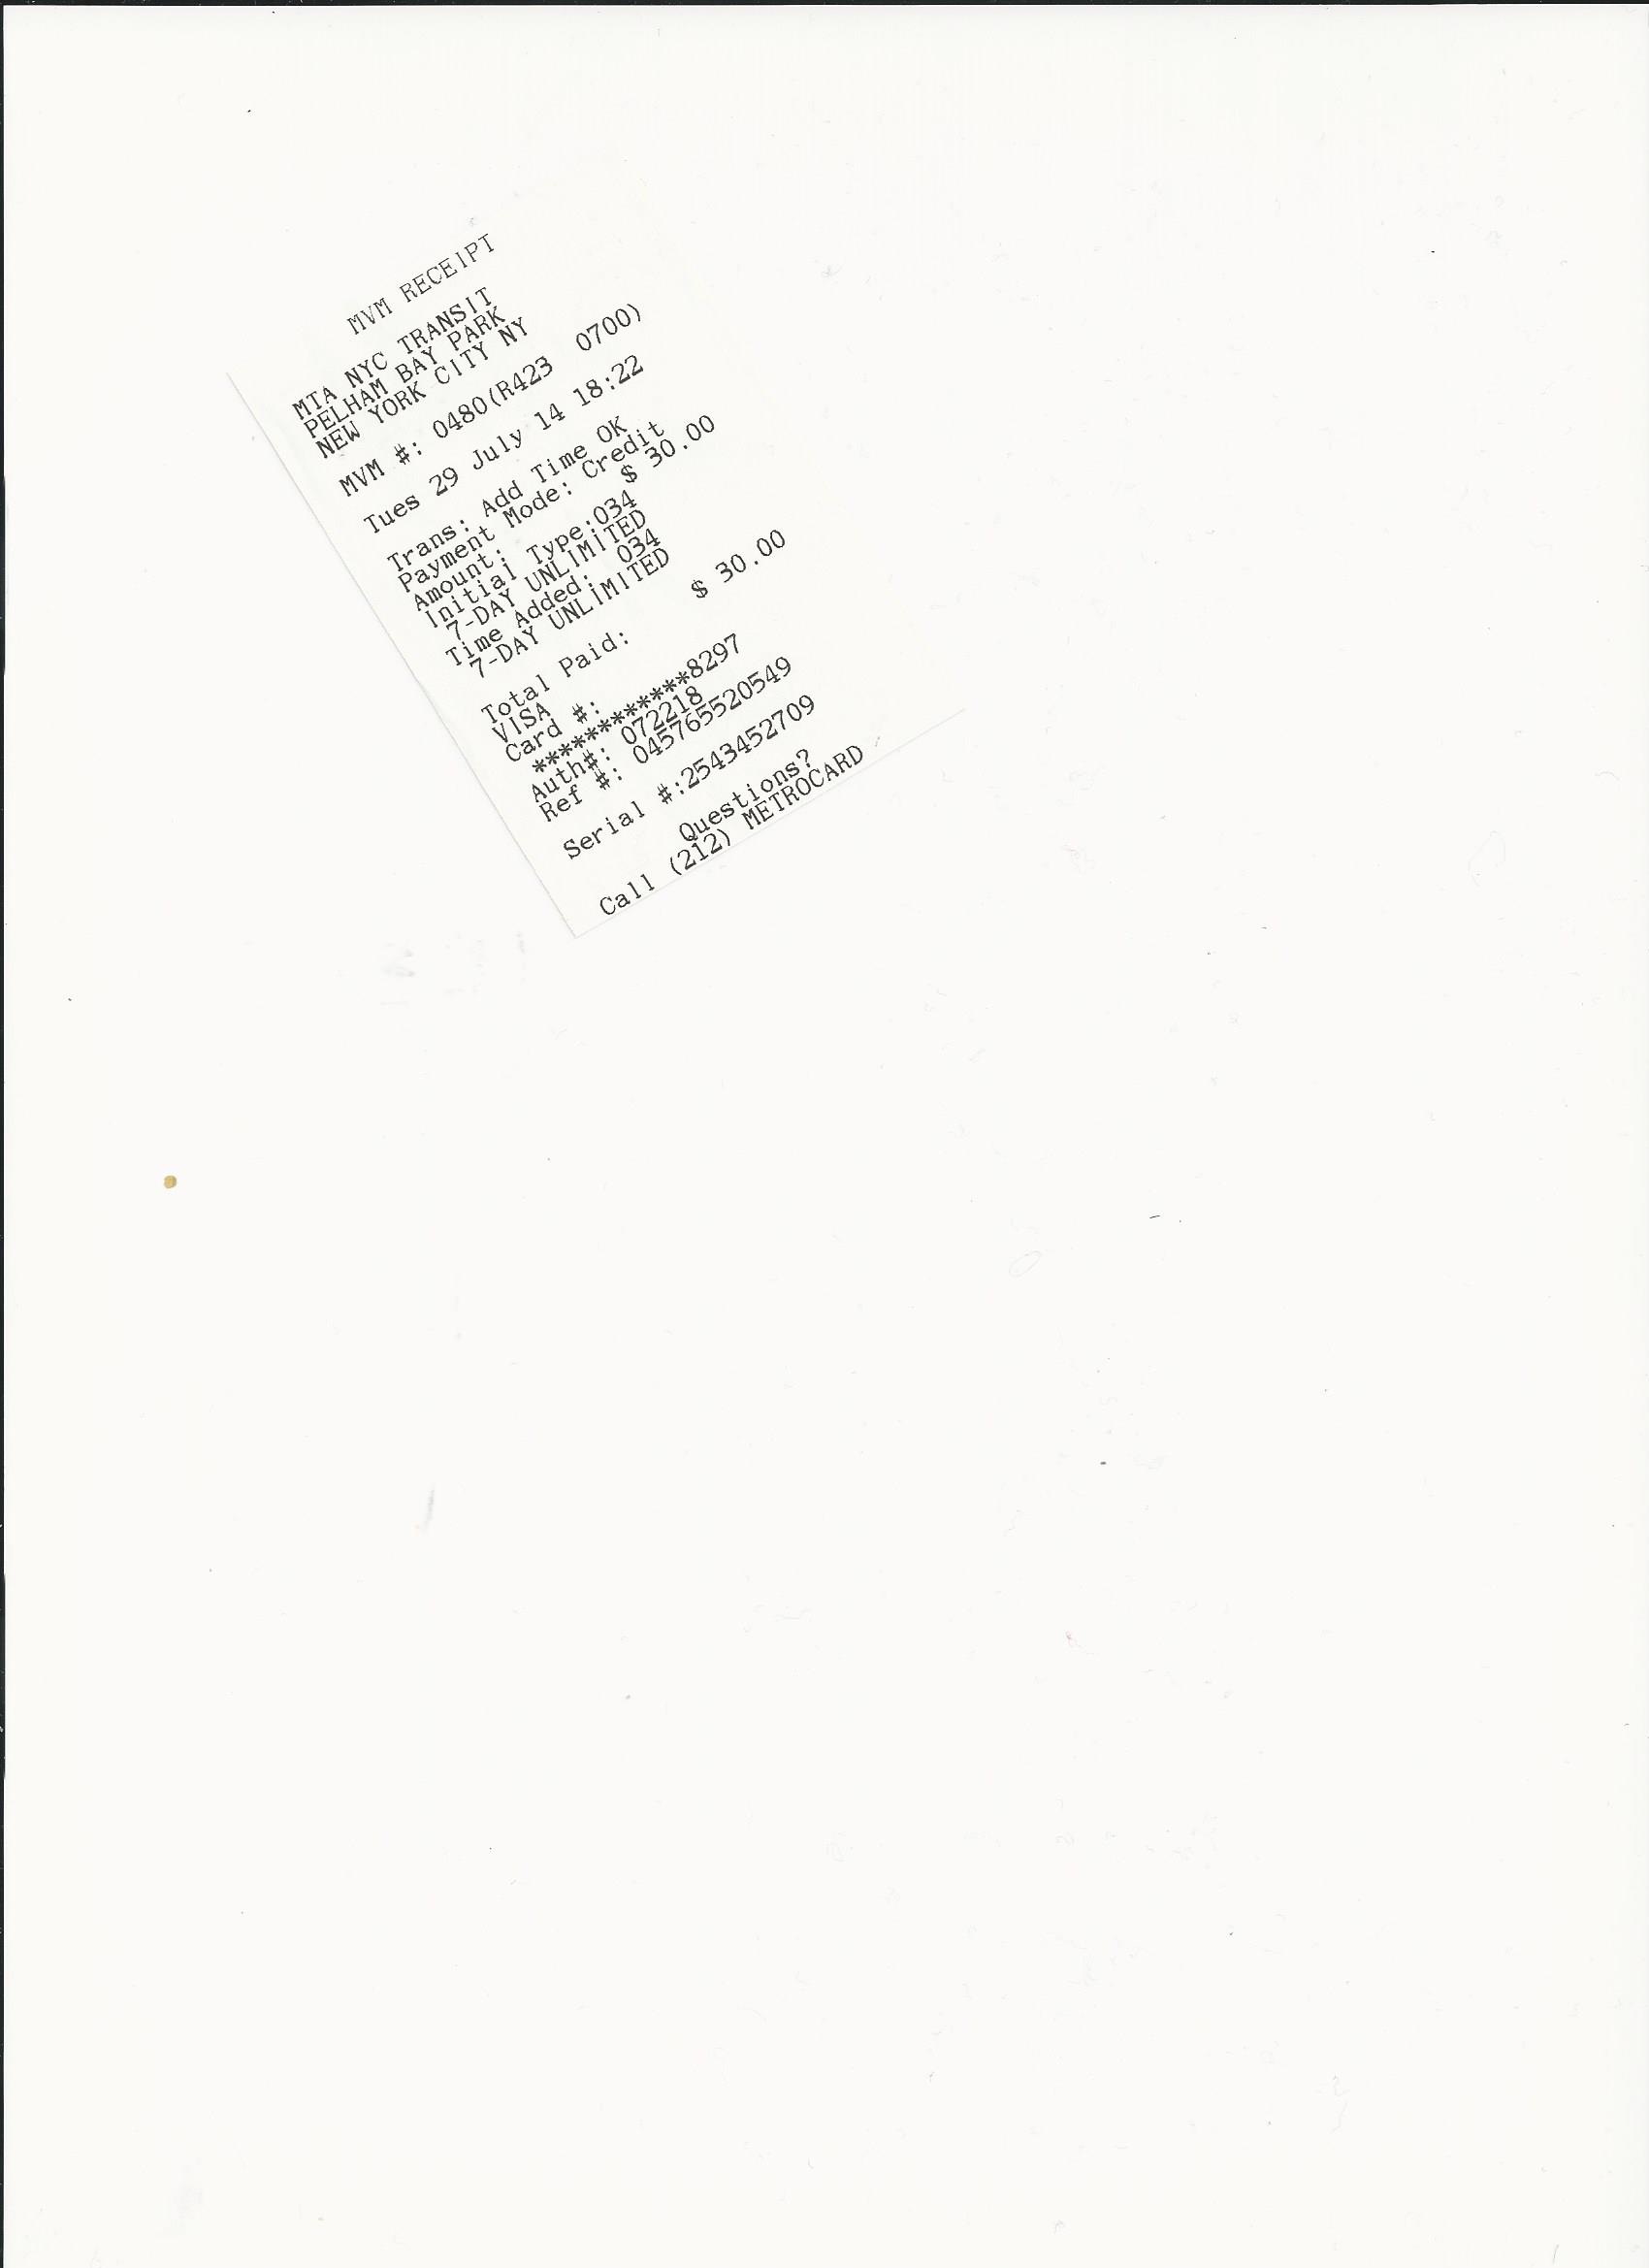 MVM RECEIPT
MTA NYC TRANSIT
PELHAM BAY PARK
NEW YORK CITY NY
MVM #: 0480(R423 0700)
Tues 29 July 14 18:22
Trans: Add Time OK
Payment Mode: Credit
Amount: $ 30.00
Initial Type:034
7-DAY UNLIMITED
Time Added: 034
7-DAY UNLIMITED
Total Paid: $ 30.00
VISA
Card #:
************8297
Auth#: 072218
Ref #: 045765520549
Serial #:2543452709
Questions?
Call (212) METROCARD